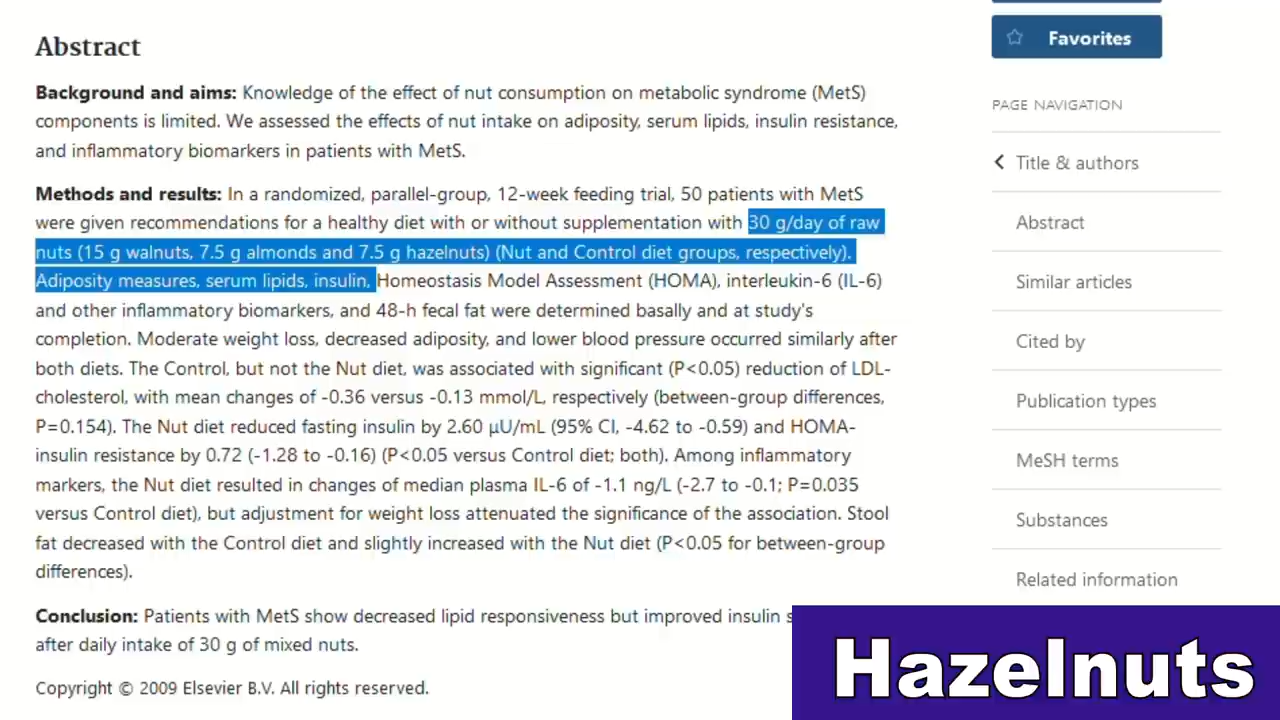 Abstract
Background and aims: Knowledge of the effect of nut consumption on metabolic syndrome (MetS)
components is limited. We assessed the effects of nut intake on adiposity, serum lipids, insulin resistance,
and inflammatory biomarkers in patients with MetS.
Methods and results: In a randomized, parallel-group, 12-week feeding trial, 50 patients with MetS
were given recommendations for a healthy diet with or without supplementation with 30 g/day of raw
nuts (15 g walnuts, 7.5 g almonds and 7.5 g hazelnuts) (Nut and Control diet groups, respectively).
Adiposity measures, serum lipids, insulin, Homeostasis Model Assessment (HOMA), interleukin-6 (IL-6)
and other inflammatory biomarkers, and 48-h fecal fat were determined basally and at study's
completion. Moderate weight loss, decreased adiposity, and lower blood pressure occurred similarly after
both diets. The Control, but not the Nut diet, was associated with significant (P<0.05) reduction of LDL-
cholesterol, with mean changes of -0.36 versus -0.13 mmol/L, respectively (between-group differences,
P=0.154). The Nut diet reduced fasting insulin by 2.60 μU/mL (95% CI, -4.62 to -0.59) and HOMA-
insulin resistance by 0.72 (-1.28 to -0.16) (P<0.05 versus Control diet; both). Among inflammatory
markers, the Nut diet resulted in changes of median plasma IL-6 of -1.1 ng/L (-2.7 to -0.1; P=0.035
versus Control diet), but adjustment for weight loss attenuated the significance of the association. Stool
fat decreased with the Control diet and slightly increased with the Nut diet (P<0.05 for between-group
differences).
Conclusion: Patients with MetS show decreased lipid responsiveness but improved insulin
after daily intake of 30 g of mixed nuts.
Copyright © 2009 Elsevier B.V. All rights reserved.
Favorites
PAGE NAVIGATION
Title & authors
Abstract
Similar articles
Cited by
Publication types
MeSH terms
Substances
Related information
Hazelnuts